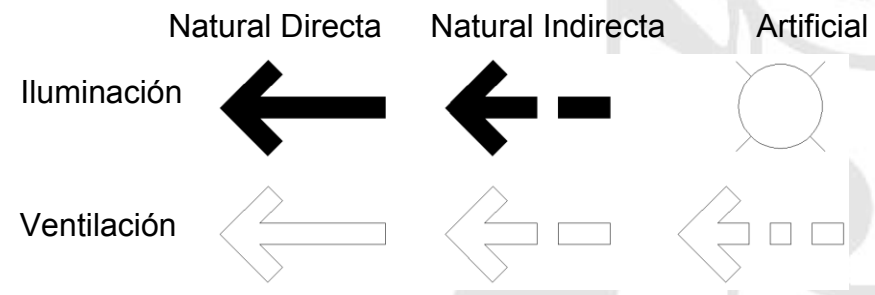 Natural Directa Natural Indirecta Artificial
Iluminación
Ventilación